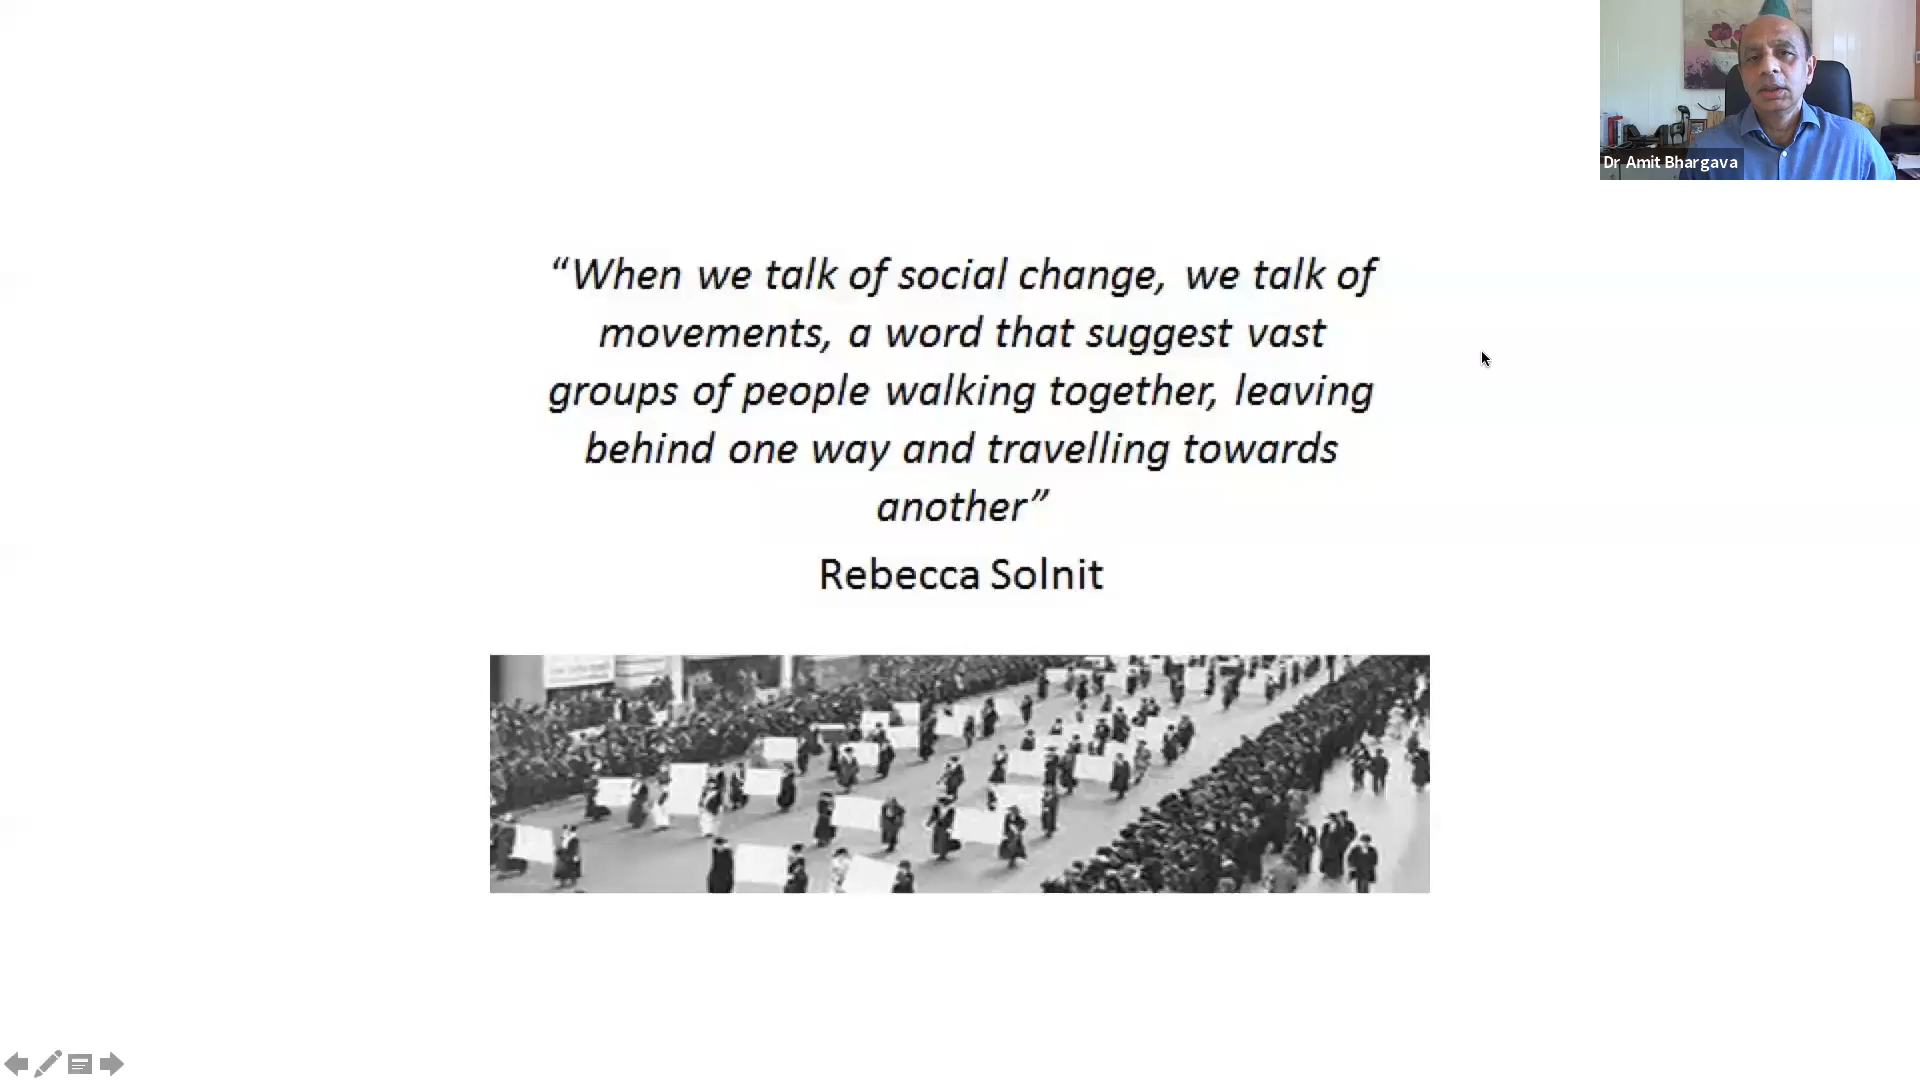 Dr Amit Bhargava
“When we talk of social change, we talk of
movements, a word that suggest vast
groups of people walking together, leaving
behind one way and travelling towards
another”
Rebecca Solnit